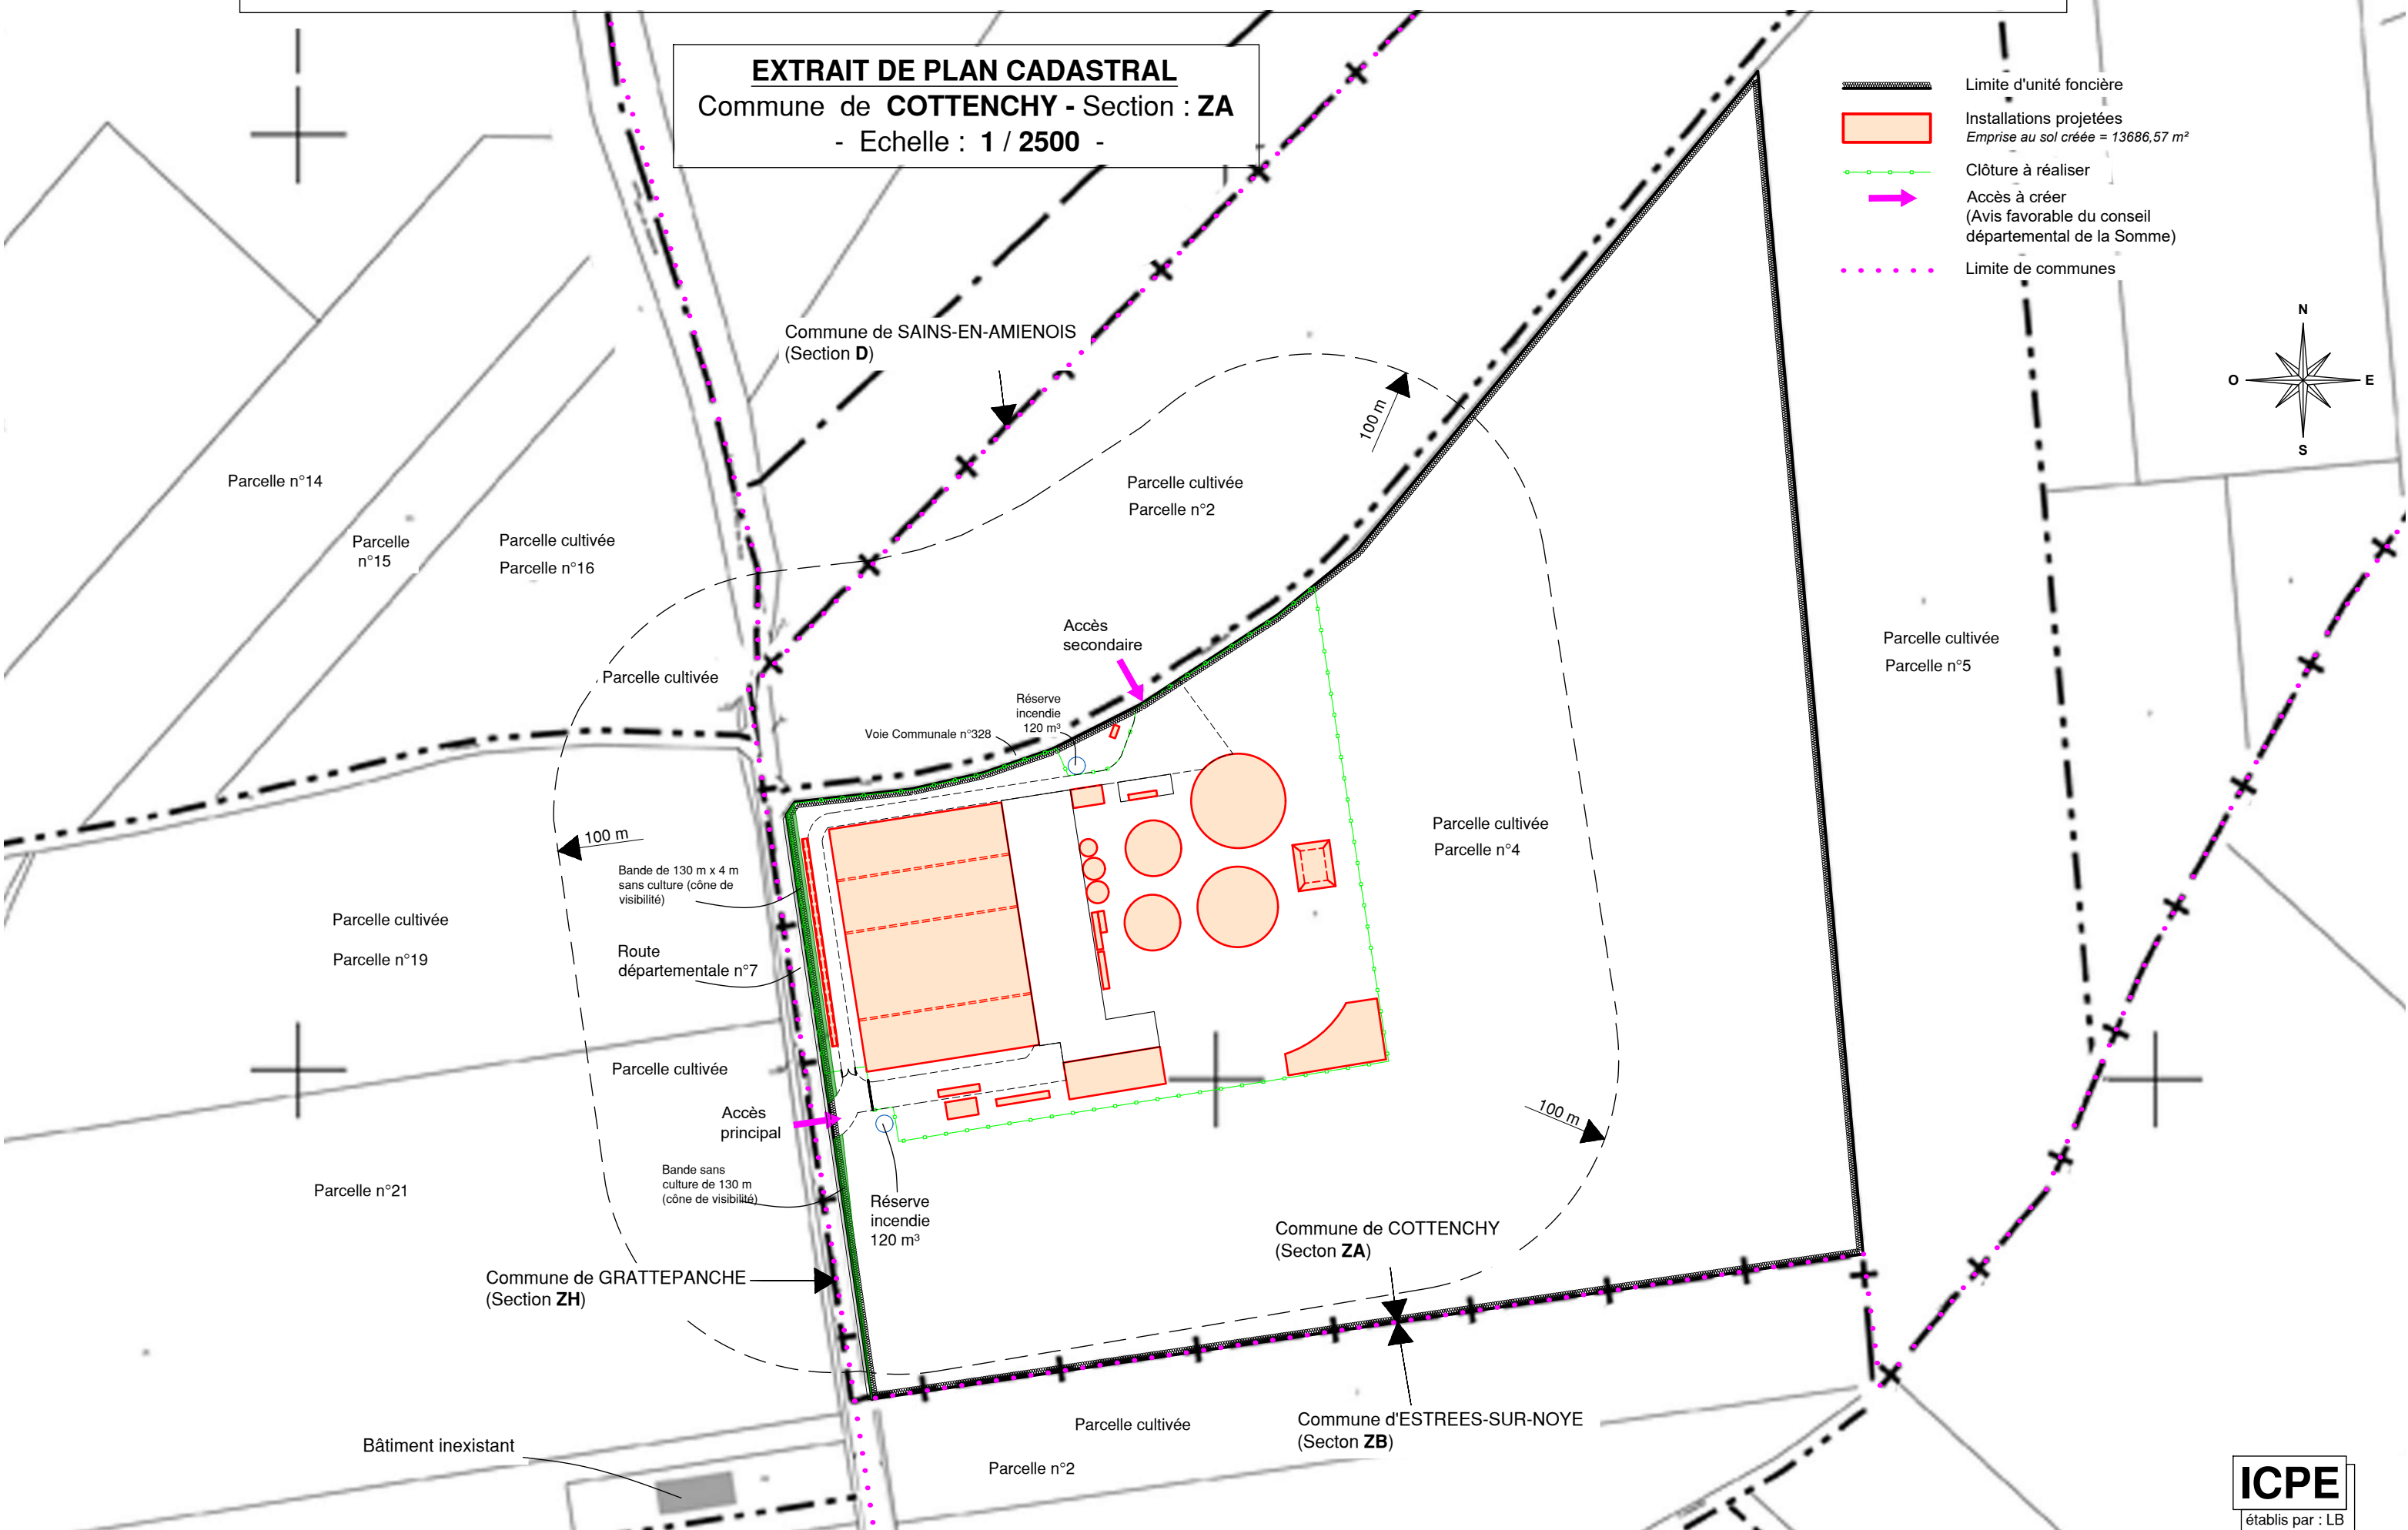 EXTRAIT DE PLAN CADASTRAL
Commune de COTTENCHY - Section : ZA
- Echelle : 1 / 2500 -
Limite d'unité foncière
Installations projetées
Emprise au sol créée = 13686,57 m²
Clôture à réaliser
Accès à créer
(Avis favorable du conseil
départemental de la Somme)
Limite de communes
N
O
E
S
Commune de SAINS-EN-AMIENOIS
(Section D)
100 m
Parcelle n°14
Parcelle
n°15
Parcelle cultivée
Parcelle n°16
Parcelle cultivée
Parcelle n°2
Accès
secondaire
Parcelle cultivée
Parcelle n°5
Parcelle cultivée
Réserve
incendie
120 m³
Voie Communale n°328
100 m
Parcelle cultivée
Parcelle n°4
Bande de 130 m x 4 m
sans culture (cône de
visibilité)
Parcelle cultivée
Parcelle n°19
Route
départementale n°7
Parcelle cultivée
Accès
principal
100 m
Bande sans
culture de 130 m
(cône de visibilité)
Parcelle n°21
Réserve
incendie
120 m³
Commune de COTTENCHY
(Secton ZA)
Commune de GRATTEPANCHE
(Section ZH)
Commune d'ESTREES-SUR-NOYE
(Secton ZB)
Parcelle cultivée
Parcelle n°2
Bâtiment inexistant
ICPE
établis par : LB